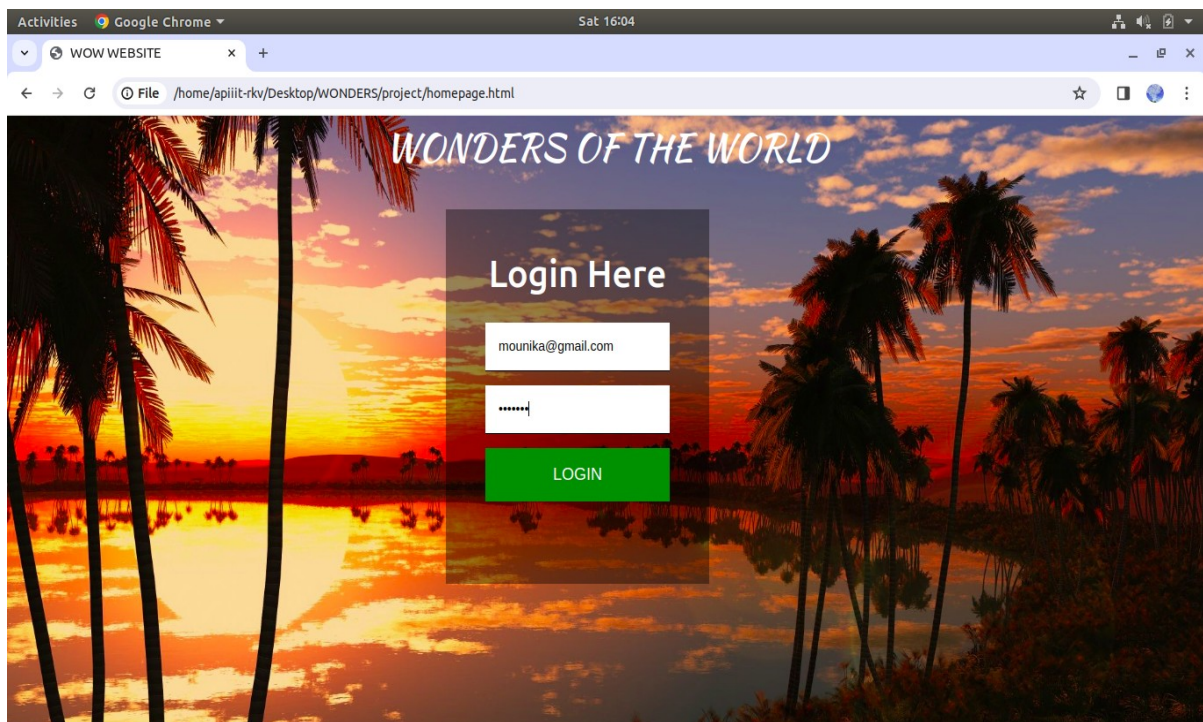 Activities Google Chrome Sat 16:04
WOW WEBSITE
File /home/apiiit-rkv/Desktop/WONDERS/project/homepage.html
WONDERS OF THE WORLD
Login Here
mounika@gmail.com
•••••••
LOGIN